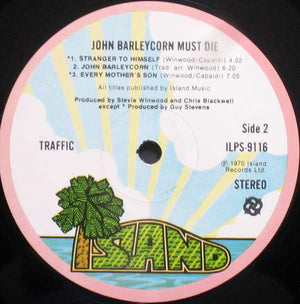 JOHN BARLEYCORN MUST DIE
*1. STRANGER TO HIMSELF (Winwood/Capaldi) 4.02
2. JOHN BARLEYCORN (Trad. arr. Winwood) 6.20
*3. EVERY MOTHER'S SON (Winwood/Capaldi) 7.05
All titles published by Island Music
Produced by Stevie Winwood and Chris Blackwell
except * Produced by Guy Stevens
Side 2
TRAFFIC
ILPS-9116
℗ 1970 Island
Records Ltd.
STEREO
ISLAND